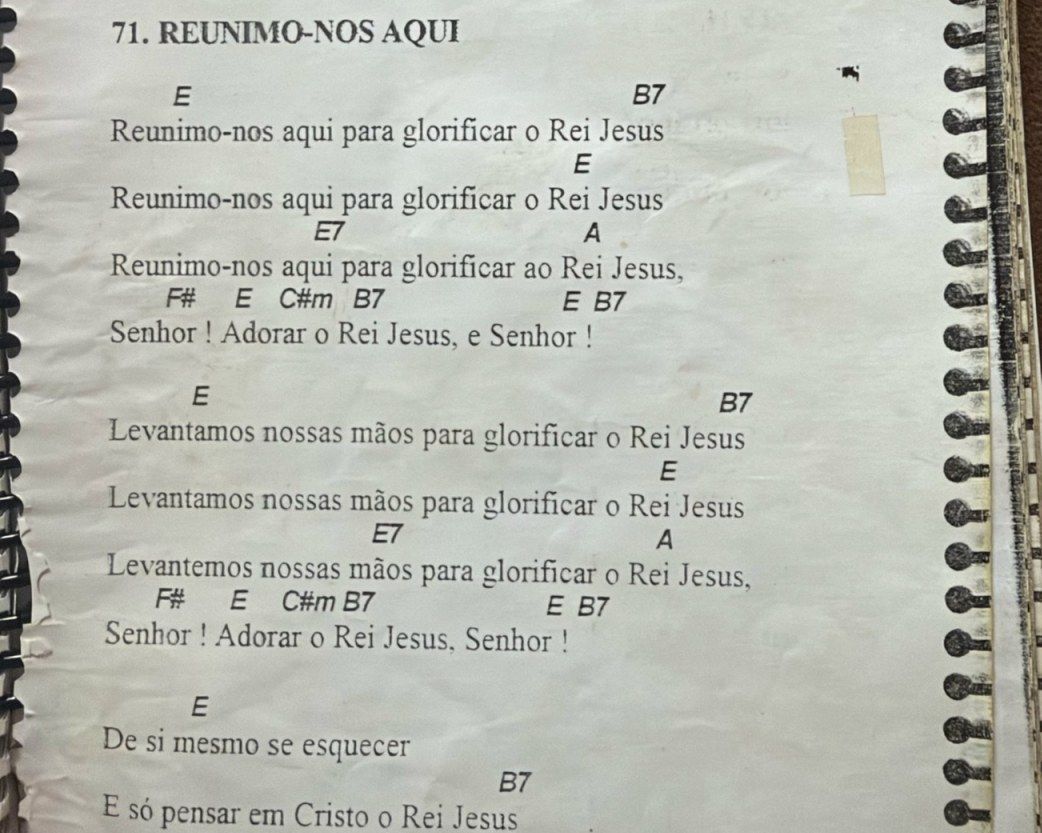 71. REUNIMO-NOS AQUI
E B7
Reunimo-nos aqui para glorificar o Rei Jesus
E
Reunimo-nos aqui para glorificar o Rei Jesus
E7 A
Reunimo-nos aqui para glorificar ao Rei Jesus,
F# E C#m B7 E B7
Senhor ! Adorar o Rei Jesus, e Senhor !
E B7
Levantamos nossas mãos para glorificar o Rei Jesus
E
Levantamos nossas mãos para glorificar o Rei Jesus
E7 A
Levantemos nossas mãos para glorificar o Rei Jesus,
F# E C#m B7 E B7
Senhor ! Adorar o Rei Jesus, Senhor !
E
De si mesmo se esquecer
B7
E só pensar em Cristo o Rei Jesus